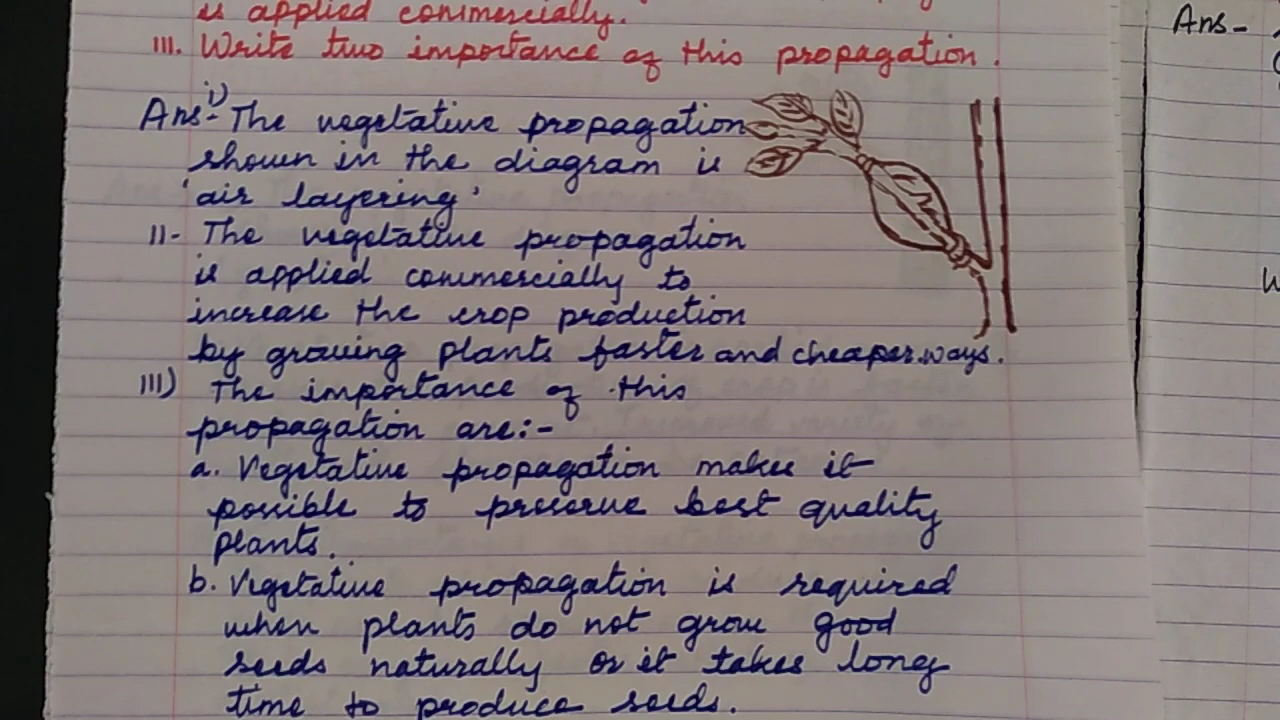 is applied commercially.
III. Write two importance of this propagation.
Ans- i) The vegetative propagation
shown in the diagram is
'air layering'
II- The vegetative propagation
is applied commercially to
increase the crop production
by growing plants faster and cheaper ways.
III) The importance of this
propagation are:-
a. Vegetative propagation makes it
possible to preserve best quality
plants.
b. Vegetative propagation is required
when plants do not grow good
seeds naturally or it takes long
time to produce seeds.
Ans-